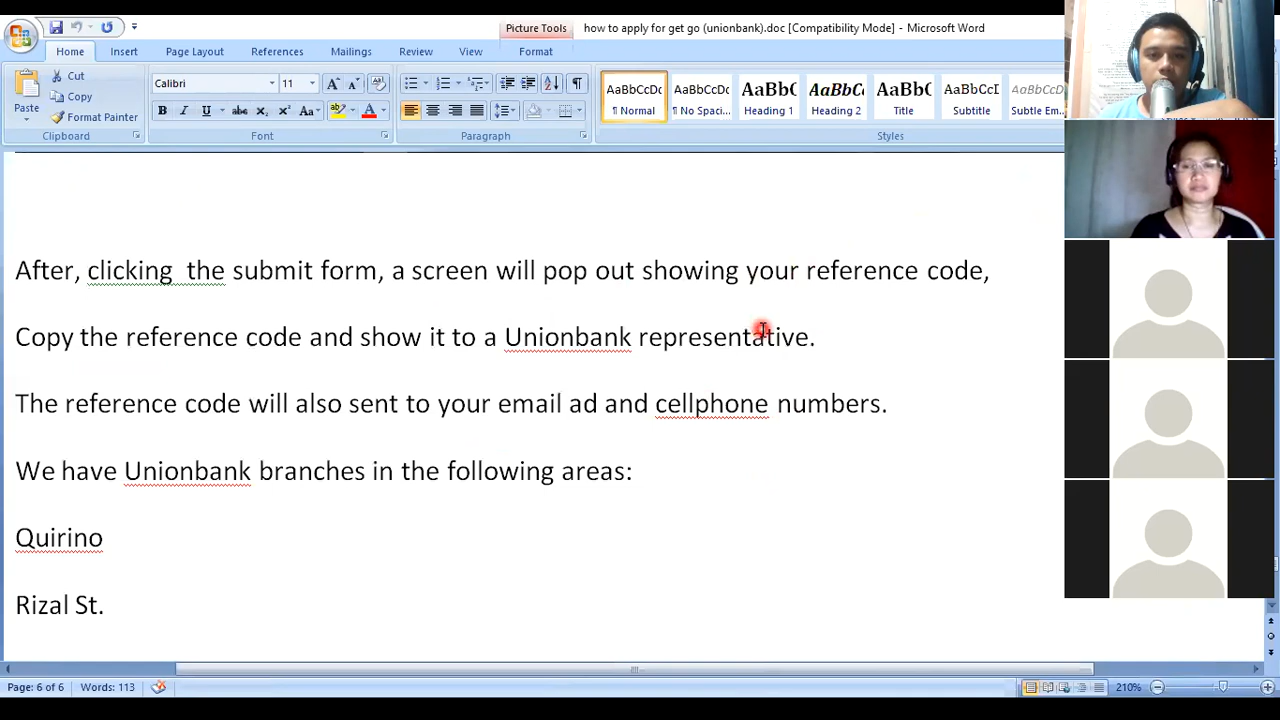 Picture Tools
how to apply for get go (unionbank).doc [Compatibility Mode] - Microsoft Word
Home Insert Page Layout References Mailings Review View Format
Paste
Cut
Copy
Format Painter
Clipboard
Calibri 11
Font
Paragraph
AaBbCcDc AaBbCcDc AaBbC AaBbC AaBbC AaBbCcI AaBbCcDc
¶ Normal ¶ No Spaci... Heading 1 Heading 2 Title Subtitle Subtle Em...
Styles
After, clicking the submit form, a screen will pop out showing your reference code,
Copy the reference code and show it to a Unionbank representative.
The reference code will also sent to your email ad and cellphone numbers.
We have Unionbank branches in the following areas:
Quirino
Rizal St.
Page: 6 of 6 Words: 113 210%